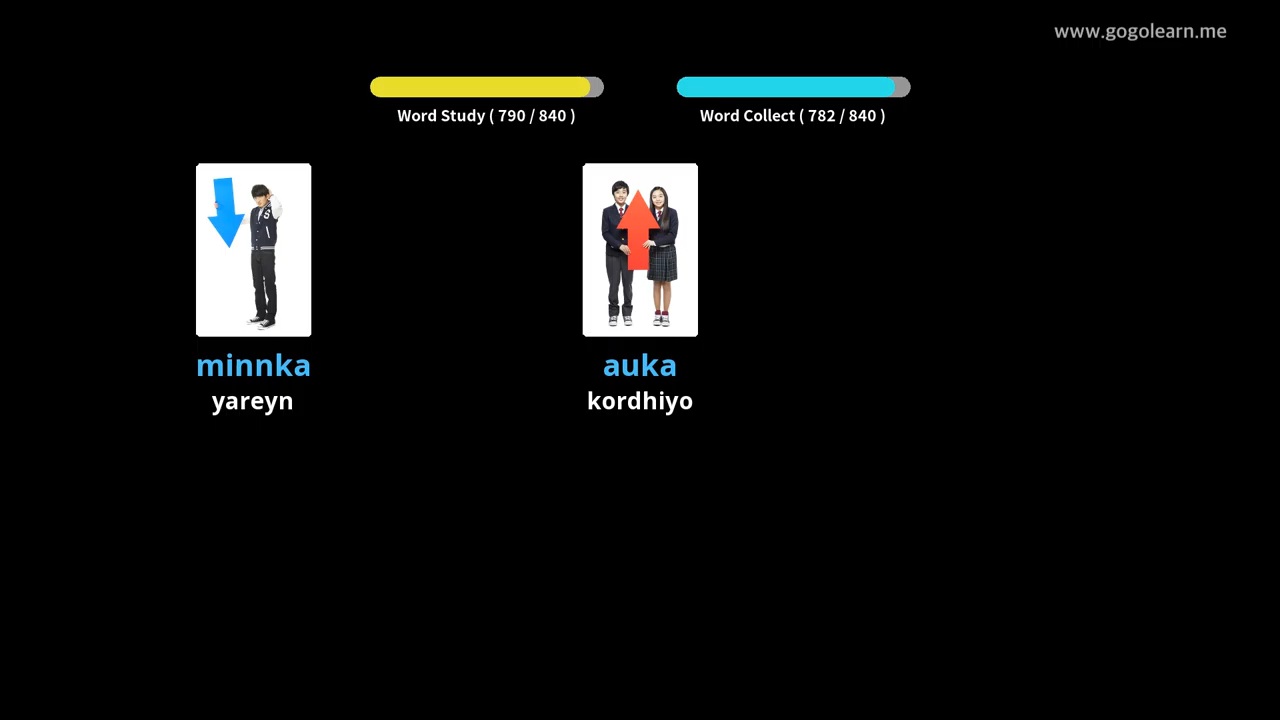 www.gogolearn.me
Word Study ( 790 / 840 )
Word Collect ( 782 / 840 )
S
minnka
auka
yareyn
kordhiyo